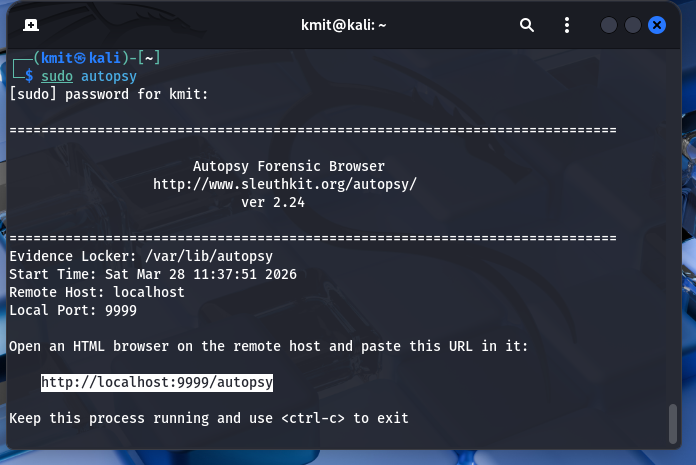 kmit@kali: ~
┌──(kmit㉿kali)-[~]
└─$ sudo autopsy
[sudo] password for kmit:
============================================================================
Autopsy Forensic Browser
http://www.sleuthkit.org/autopsy/
ver 2.24
============================================================================
Evidence Locker: /var/lib/autopsy
Start Time: Sat Mar 28 11:37:51 2026
Remote Host: localhost
Local Port: 9999
Open an HTML browser on the remote host and paste this URL in it:
http://localhost:9999/autopsy
Keep this process running and use <ctrl-c> to exit